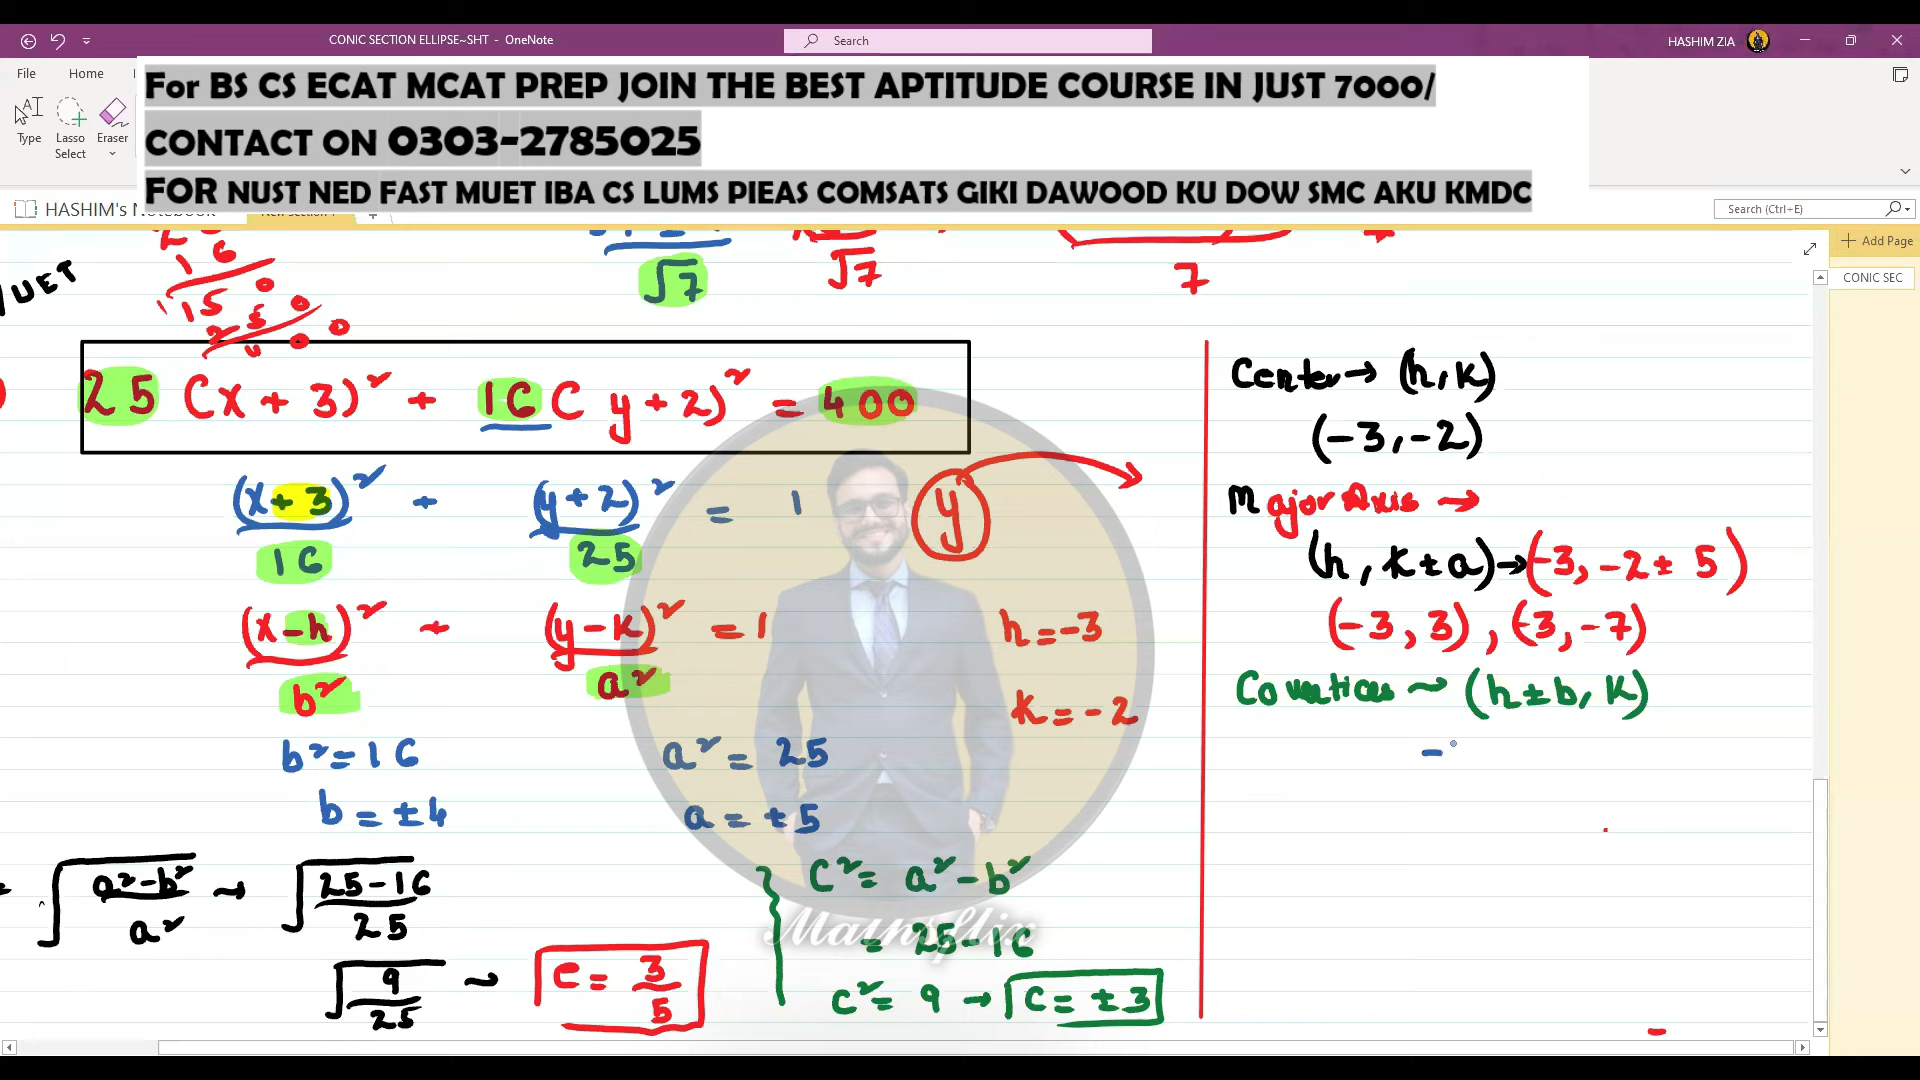 CONIC SECTION ELLIPSE~SHT - OneNote
Search
HASHIM ZIA
File
Home
Type
Lasso Select
Eraser
For BS CS ECAT MCAT PREP JOIN THE BEST APTITUDE COURSE IN JUST 7000/
CONTACT ON 0303-2785025
FOR NUST NED FAST MUET IBA CS LUMS PIEAS COMSATS GIKI DAWOOD KU DOW SMC AKU KMDC
HASHIM's Notebook
Search (Ctrl+E)
Add Page
CONIC SEC
/UET
√7
√7
7
25 (x + 3)² + 16 ( y + 2)² = 400
(x + 3)²/16 + (y + 2)²/25 = 1
y
(x - h)²/b² + (y - k)²/a² = 1
h = -3
k = -2
b² = 16
a² = 25
b = ±4
a = ±5
√(a²-b²/a²) → √(25-16/25)
√(9/25) → e = 3/5
c² = a² - b²
= 25 - 16
c² = 9 → c = ±3
Center → (h, k)
(-3, -2)
Major Axis →
(h, k ± a) → (-3, -2 ± 5)
(-3, 3), (-3, -7)
Covertices → (h ± b, k)
-
Mathsflix